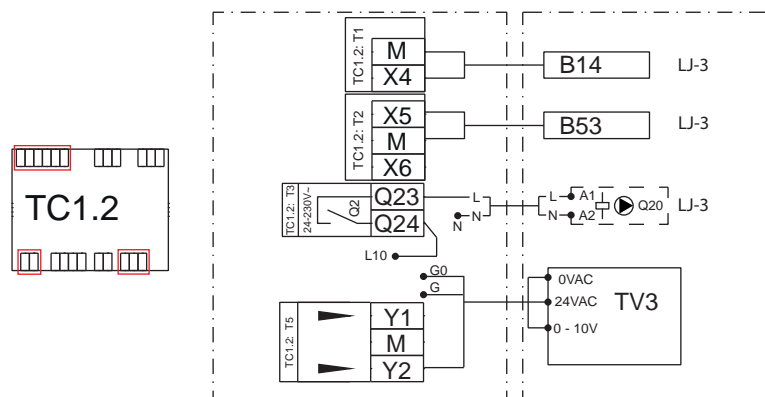 TC1.2
TC1.2: T1
M
X4
B14
LJ-3
TC1.2: T2
X5
M
X6
B53
LJ-3
TC1.2: T3
24-230V~
Q2
Q23
Q24
L
N
N
L10
L
N
A1
A2
Q20
LJ-3
G0
G
TC1.2: T5
Y1
M
Y2
0VAC
24VAC
0 - 10V
TV3